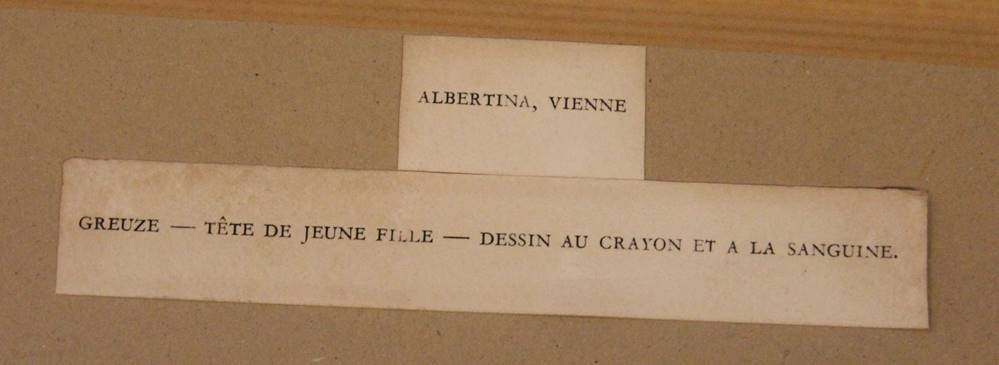 ALBERTINA, VIENNE
GREUZE — TÊTE DE JEUNE FILLE — DESSIN AU CRAYON ET A LA SANGUINE.